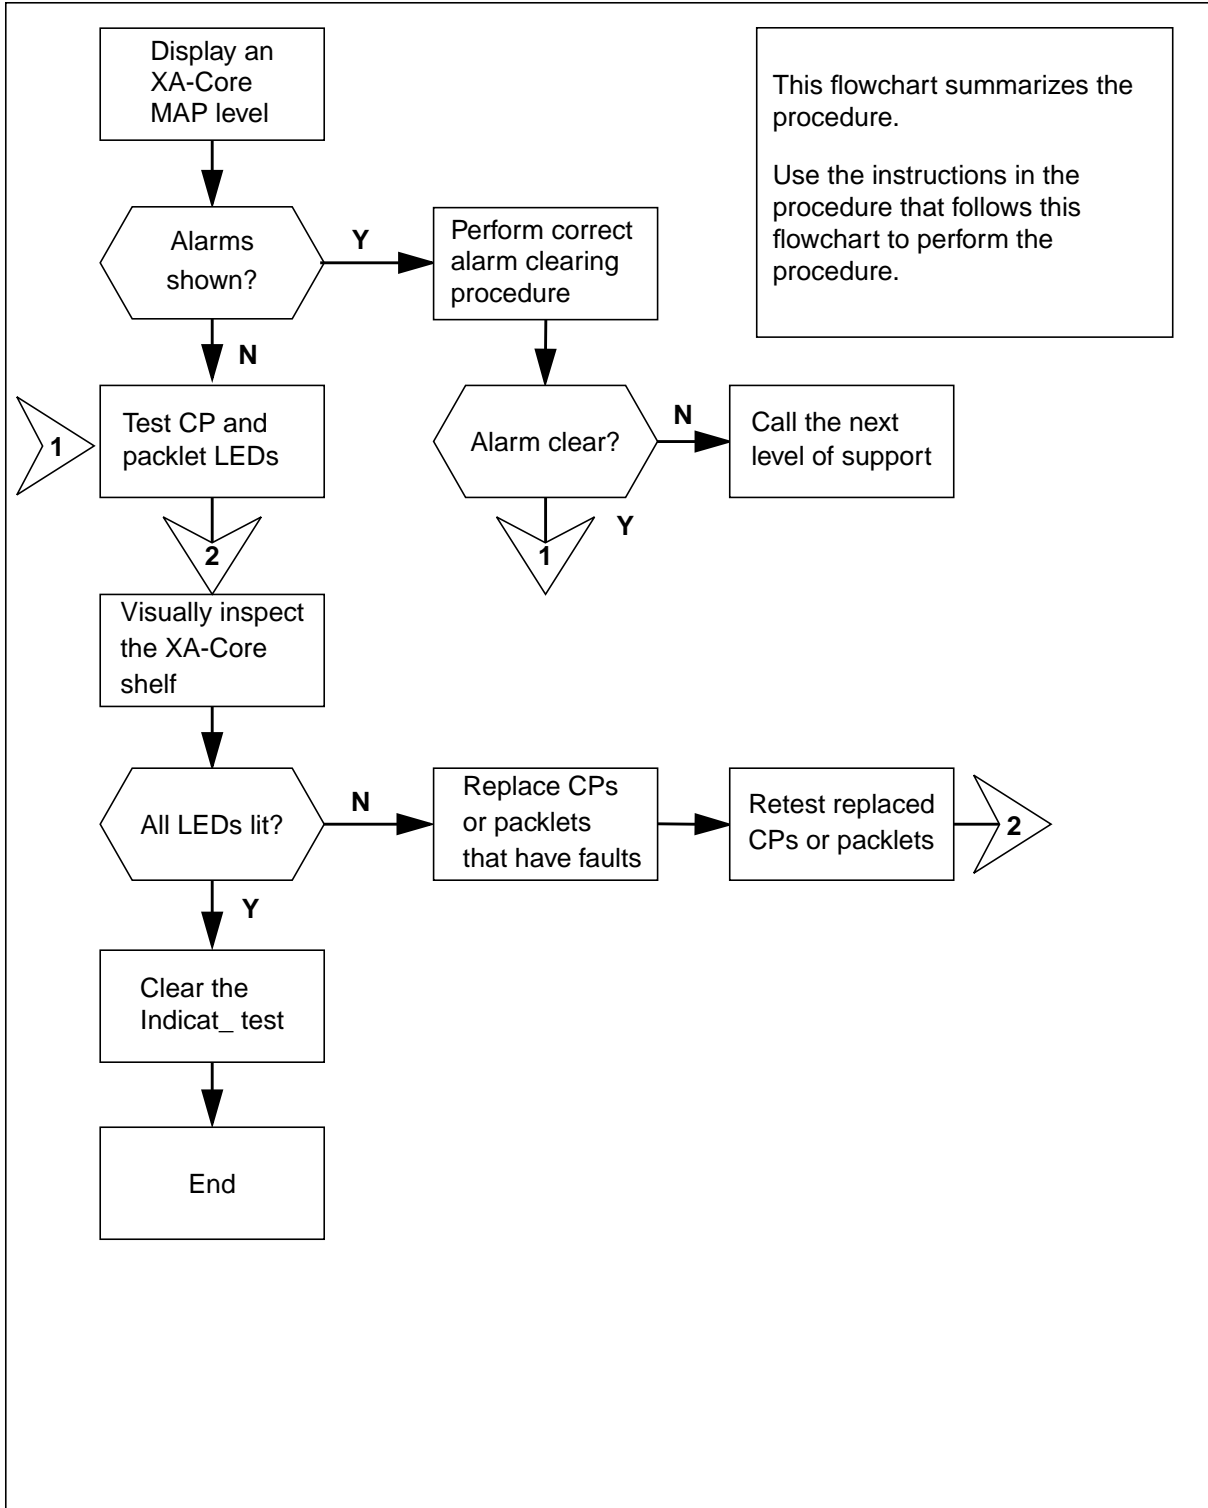 Display an
XA-Core
MAP level
This flowchart summarizes the
procedure.
Use the instructions in the
procedure that follows this
flowchart to perform the
procedure.
Alarms
shown?
Y
Perform correct
alarm clearing
procedure
N
1
Test CP and
packlet LEDs
Alarm clear?
N
Call the next
level of support
Y
1
2
Visually inspect
the XA-Core
shelf
All LEDs lit?
N
Replace CPs
or packlets
that have faults
Retest replaced
CPs or packlets
2
Y
Clear the
Indicat_ test
End